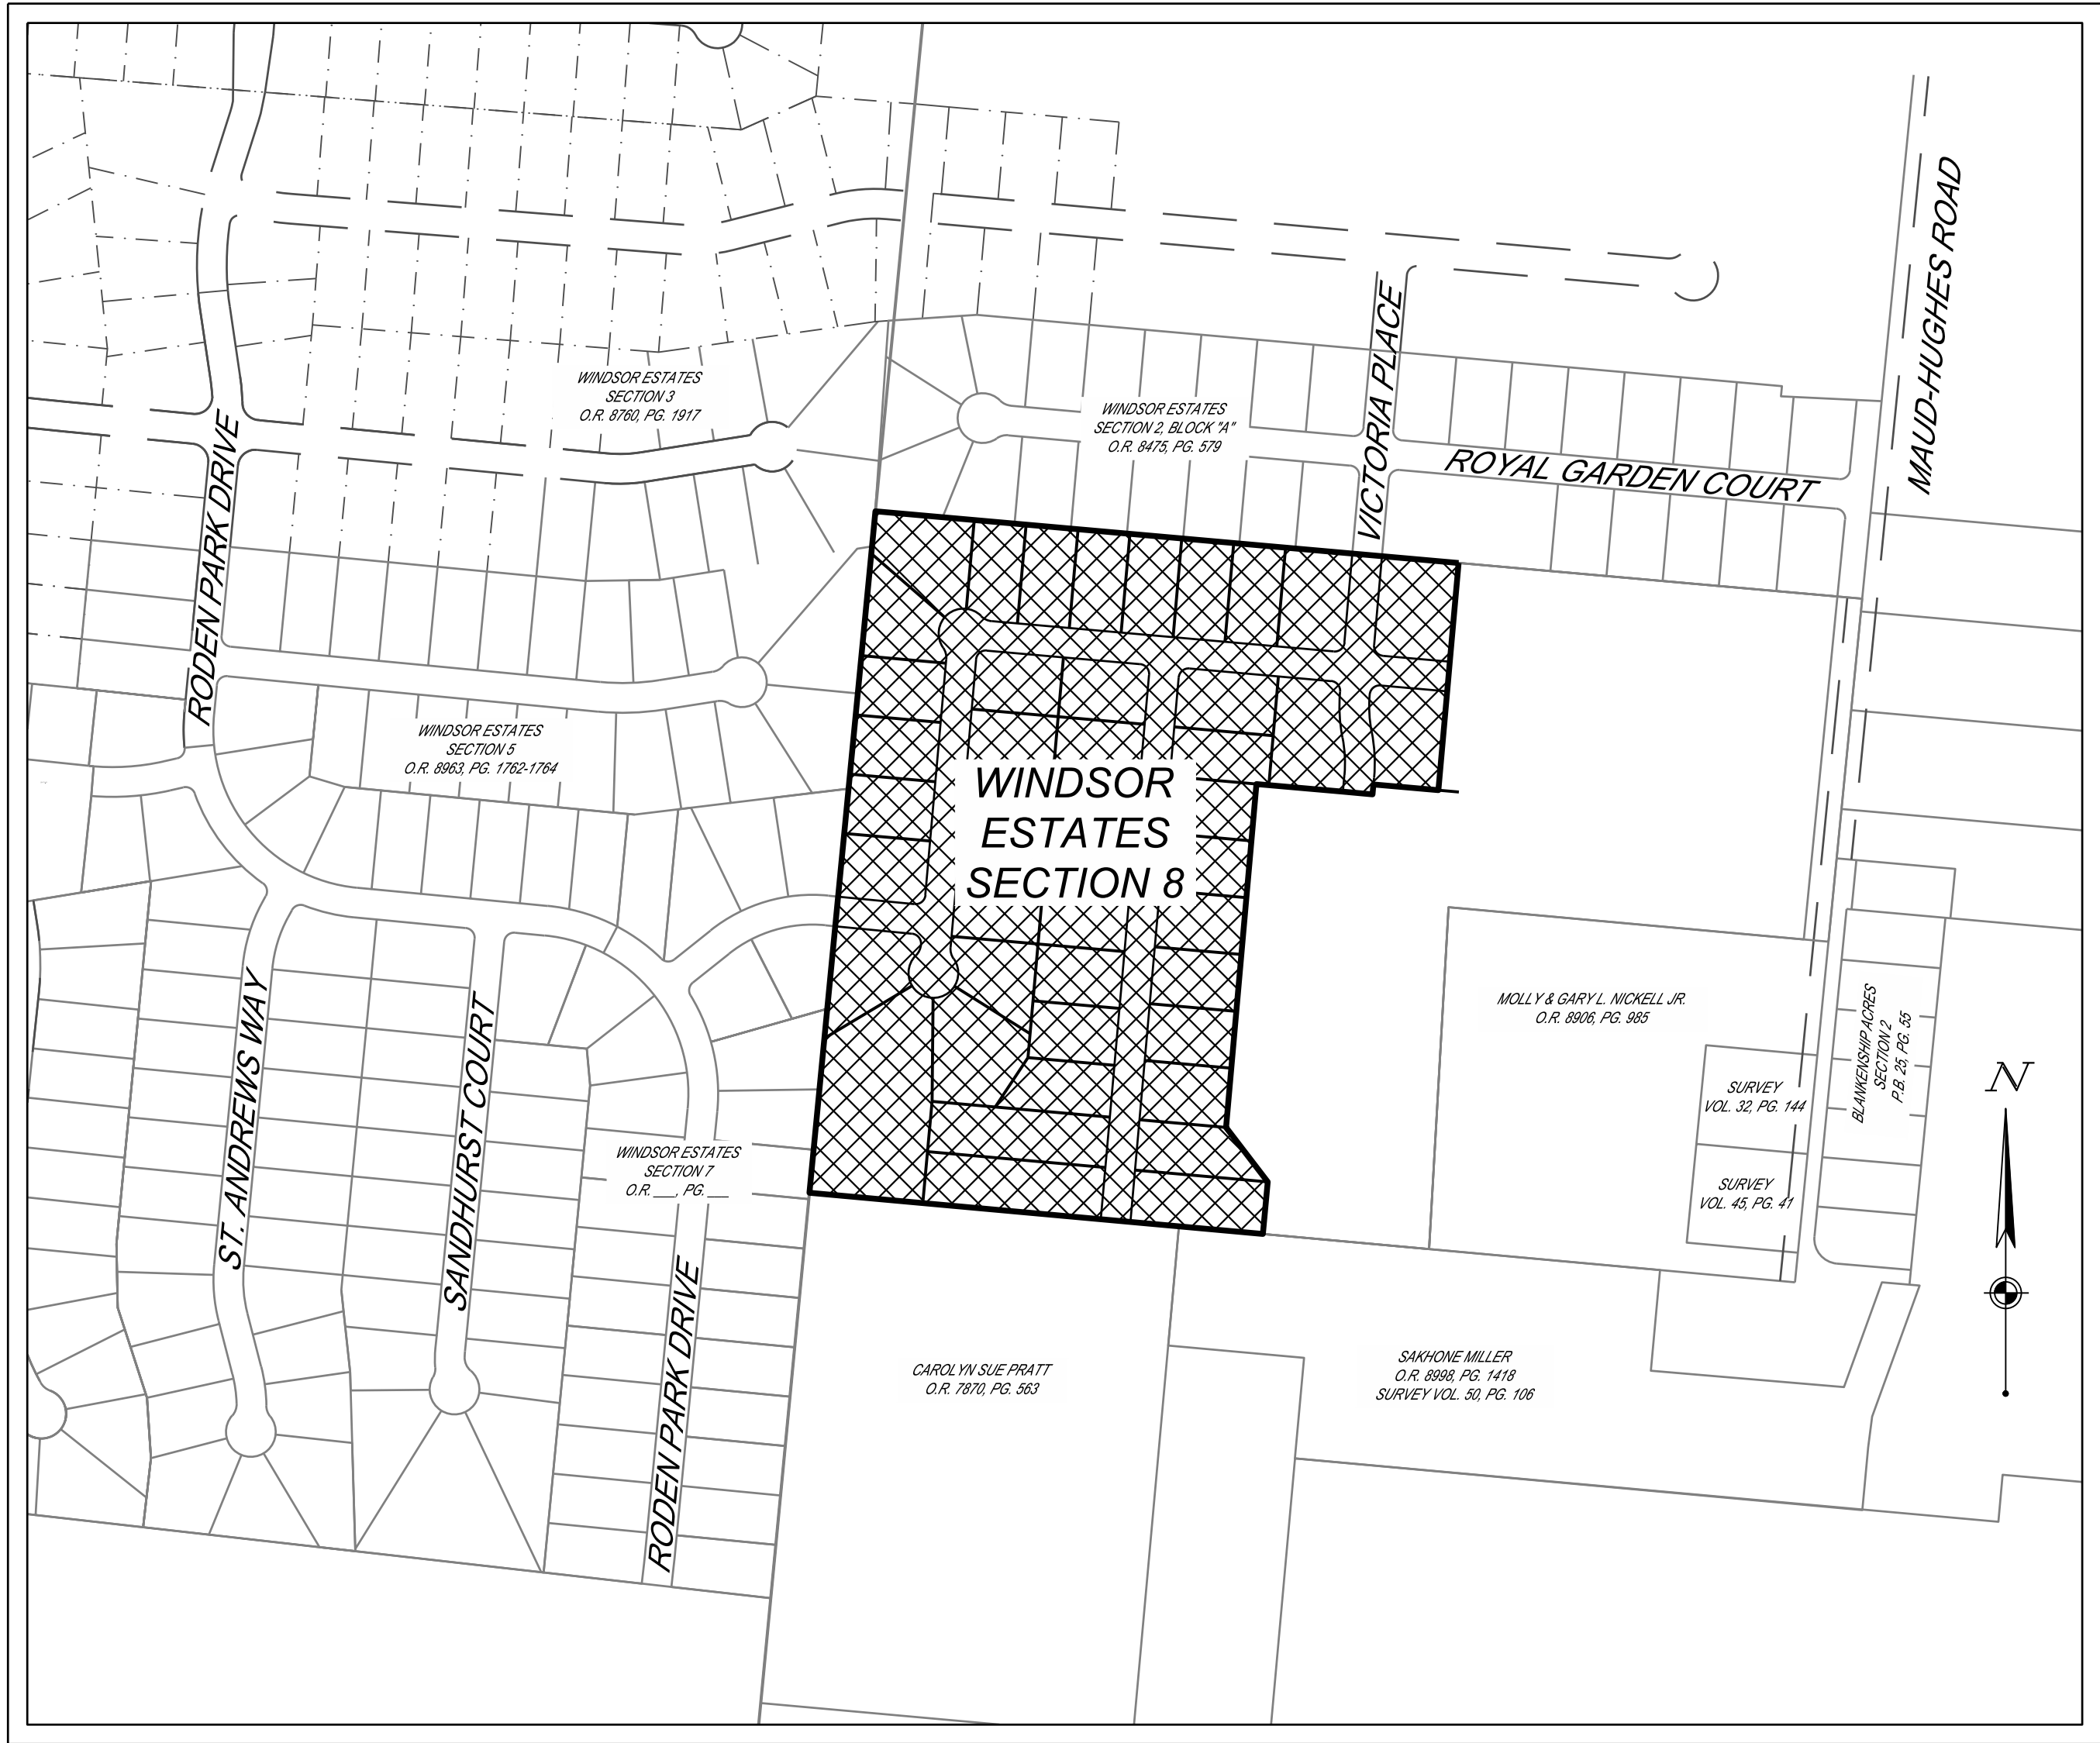 MAUD-HUGHES ROAD
VICTORIA PLACE
WINDSOR ESTATES
SECTION 3
O.R. 8760, PG. 1917
WINDSOR ESTATES
SECTION 2, BLOCK "A"
O.R. 8475, PG. 579
ROYAL GARDEN COURT
RODEN PARK DRIVE
WINDSOR ESTATES
SECTION 5
O.R. 8963, PG. 1762-1764
WINDSOR
ESTATES
SECTION 8
ST. ANDREWS WAY
SANDHURST COURT
MOLLY & GARY L. NICKELL JR.
O.R. 8906, PG. 985
BLANKENSHIP ACRES
SECTION 2
P.B. 25, PG. 55
N
SURVEY
VOL. 32, PG. 144
WINDSOR ESTATES
SECTION 7
O.R. ___, PG. ___
SURVEY
VOL. 45, PG. 41
RODEN PARK DRIVE
CAROLYN SUE PRATT
O.R. 7870, PG. 563
SAKHONE MILLER
O.R. 8998, PG. 1418
SURVEY VOL. 50, PG. 106